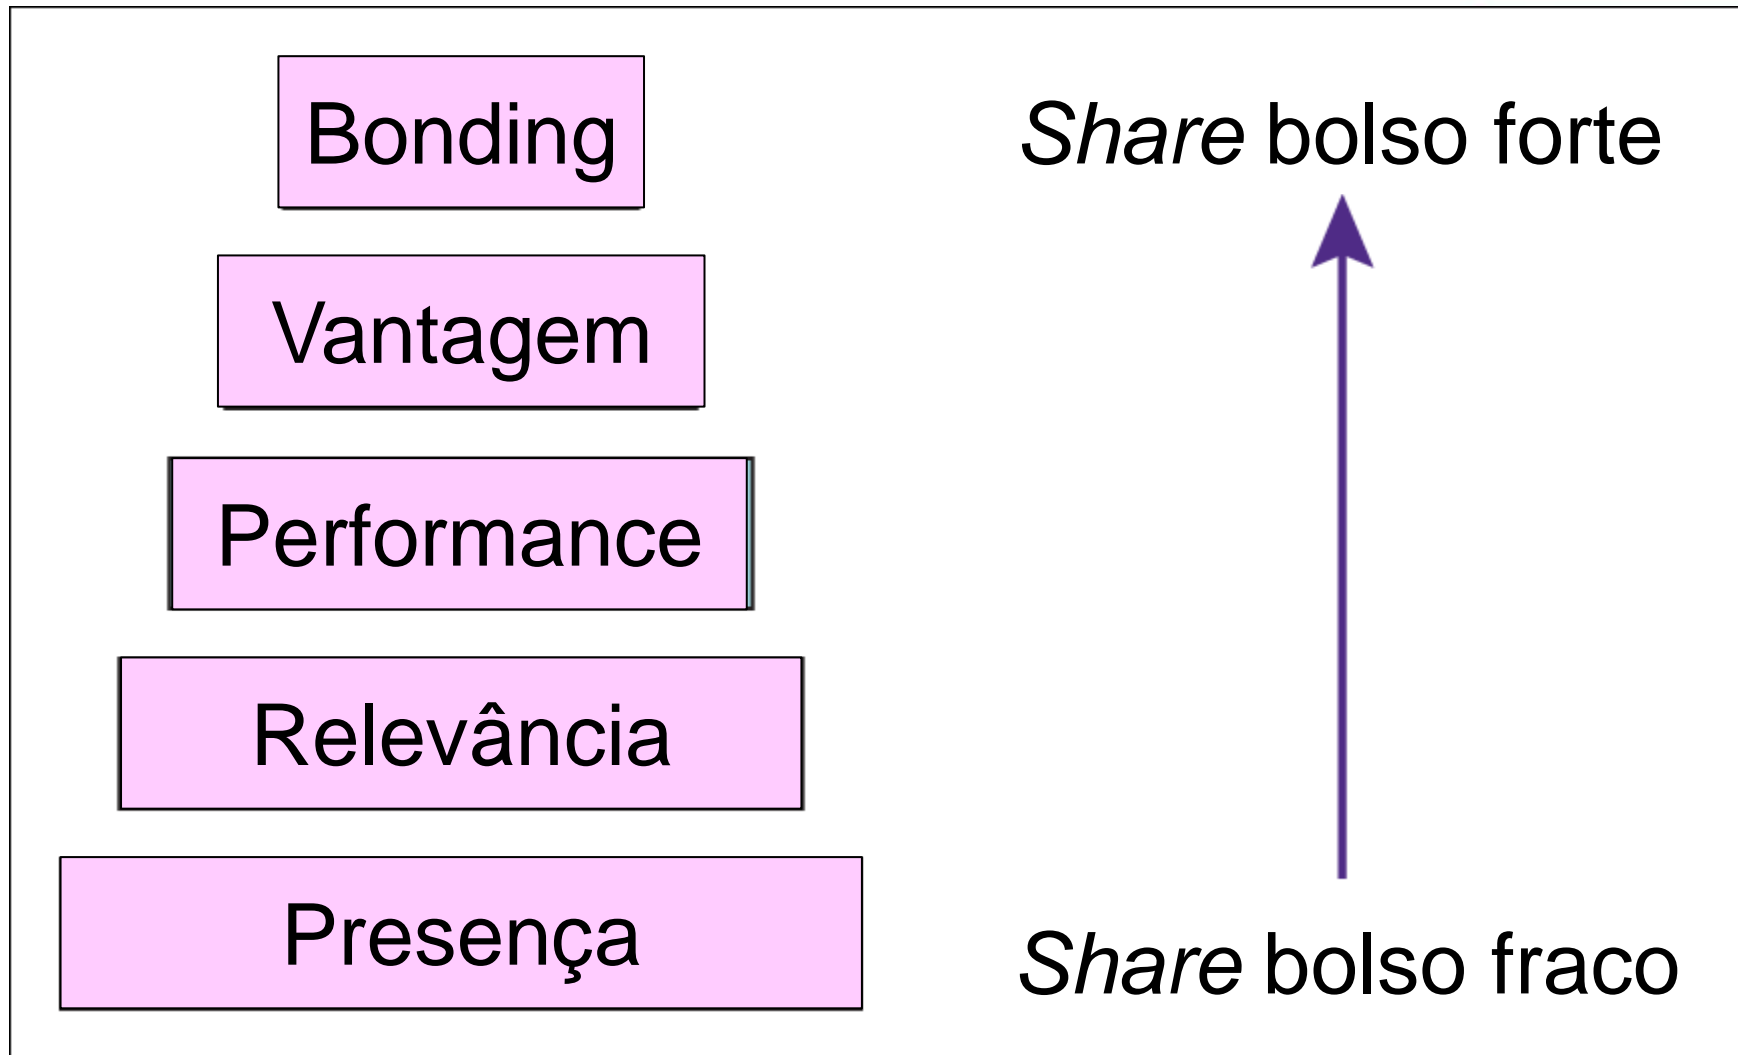 Bonding
Share bolso forte
Vantagem
Performance
Relevância
Presença
Share bolso fraco